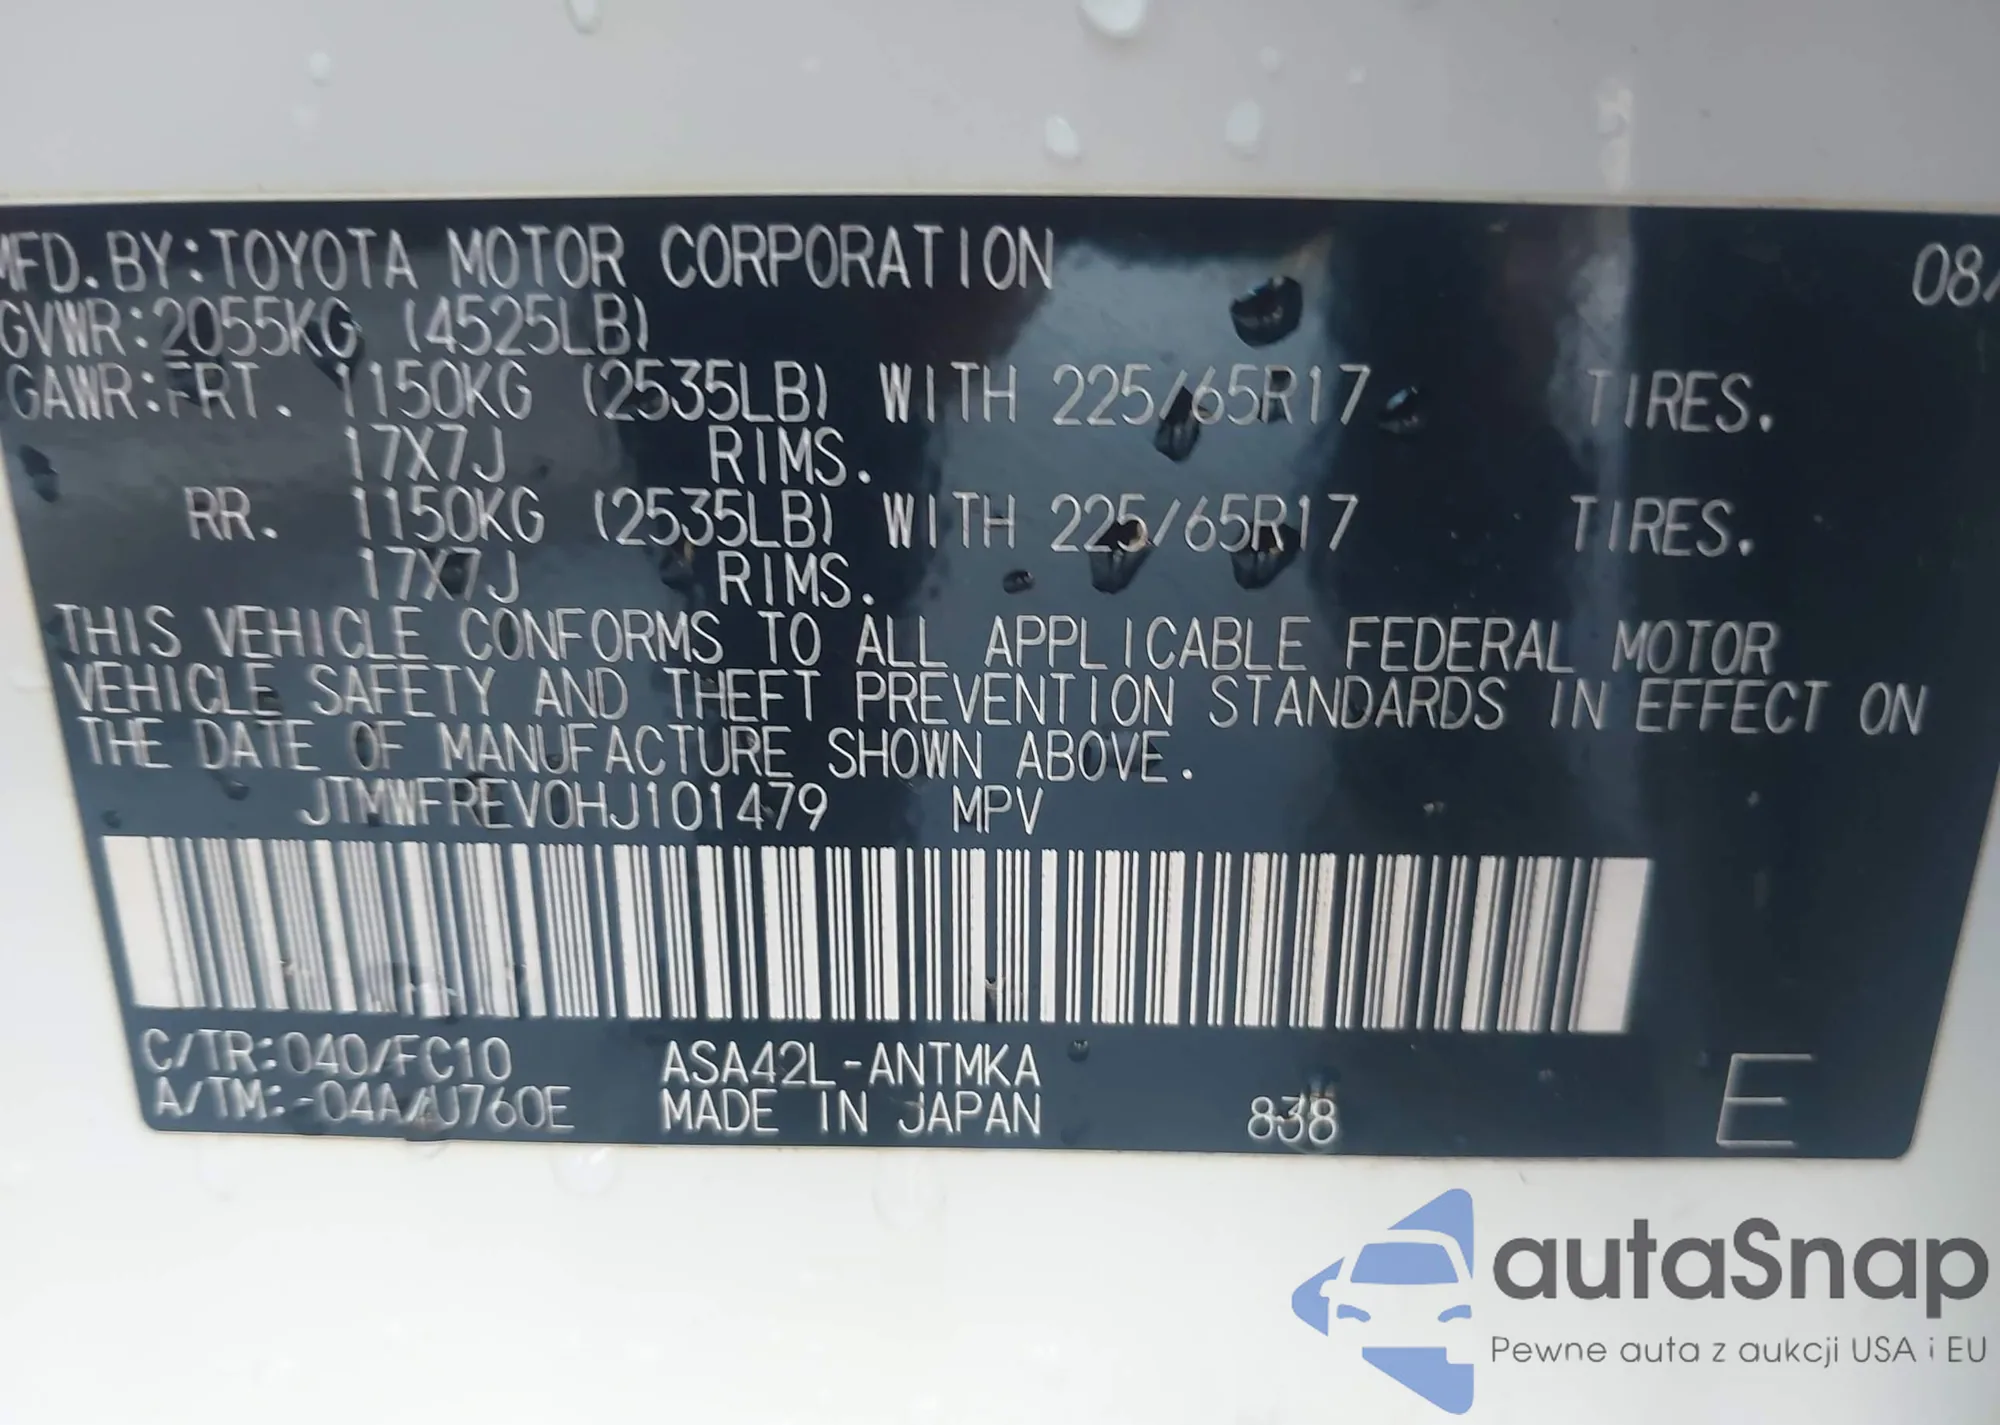 MFD.BY:TOYOTA MOTOR CORPORATION 08/
GVWR:2055KG (4525LB)
GAWR:FRT. 1150KG (2535LB) WITH 225/65R17 TIRES.
17X7J RIMS.
RR. 1150KG (2535LB) WITH 225/65R17 TIRES.
17X7J RIMS.
THIS VEHICLE CONFORMS TO ALL APPLICABLE FEDERAL MOTOR
VEHICLE SAFETY AND THEFT PREVENTION STANDARDS IN EFFECT ON
THE DATE OF MANUFACTURE SHOWN ABOVE.
JTMWFREV0HJ101479 MPV
C/TR:040/FC10 ASA42L-ANTMKA
A/TM:-04A/U760E MADE IN JAPAN 838 E
autaSnap
Pewne auta z aukcji USA i EU